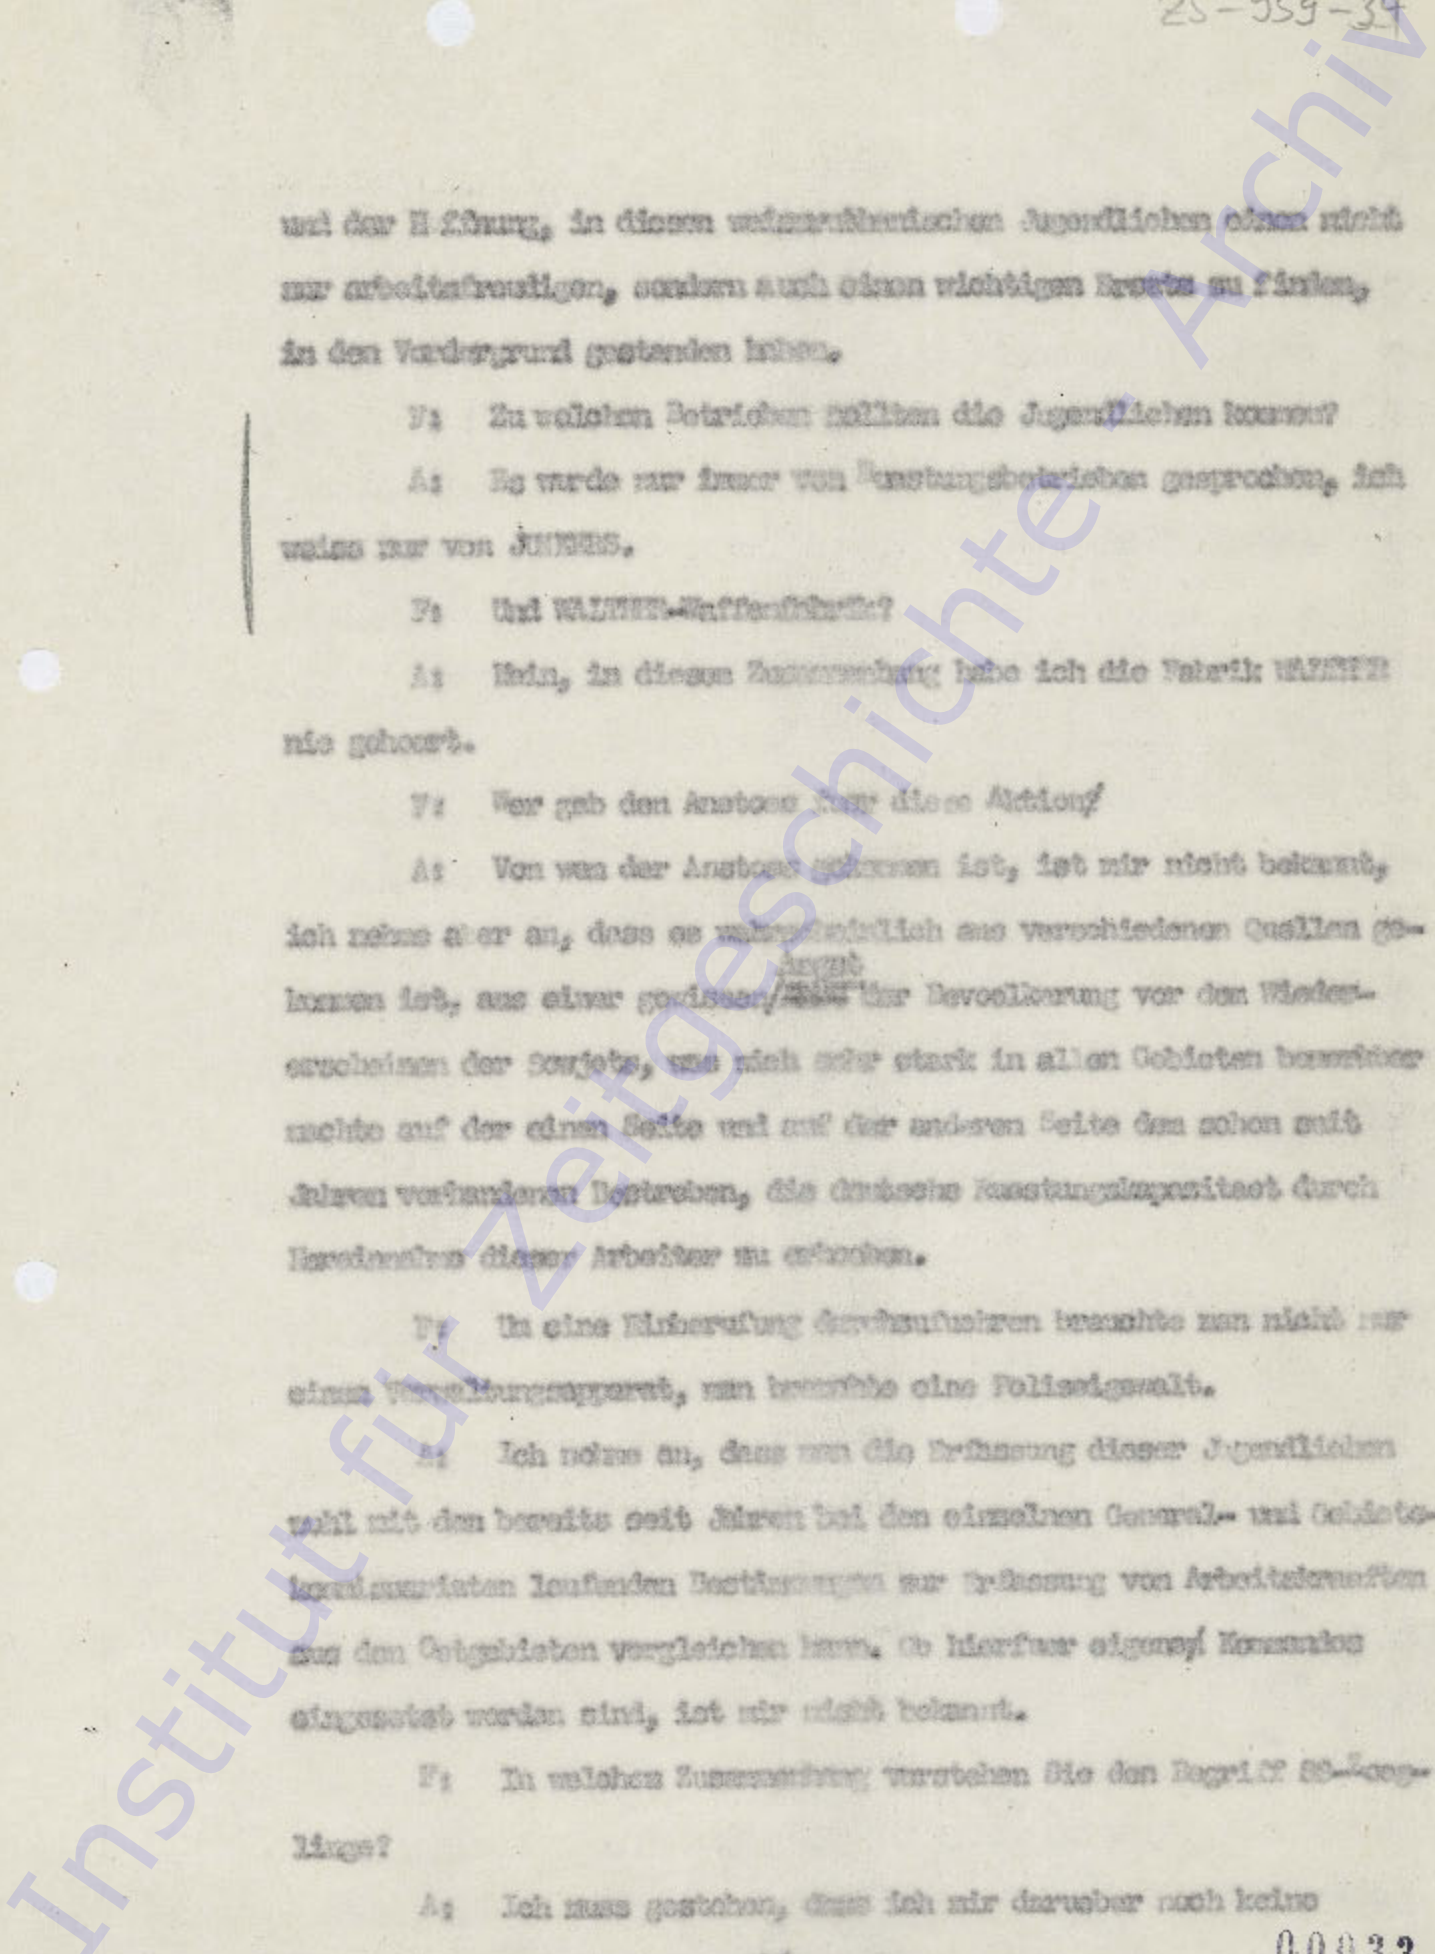 ZS-959-34
und der H ffnung, in diesen weissruthenischen Jugendlichen einen nicht
nur arbeitsfreudigen, sondern auch einen wichtigen Ersatz zu finden,
in den Vordergrund gestanden haben.
F: Zu welchen Betrieben sollten die Jugendlichen kommen?
A: Es wurde nur immer von Ruestungsbetrieben gesprochen, ich
weiss nur von JUNKERS.
F: Und WALTHER-Waffenfabrik?
A: Nein, in diesem Zusammenhang habe ich die Fabrik WALTHER
nie gehoert.
F: Wer gab den Anstoss fuer diese Aktion?
A: Von wem der Anstoss gekommen ist, ist mir nicht bekannt,
ich nehme aber an, dass es wahrscheinlich aus verschiedenen Quellen ge-
Angst
kommen ist, aus einer gewissen/ der Bevoelkerung vor dem Wieder-
erscheinen der Sowjets, was sich sehr stark in allen Gebieten bemerkbar
machte auf der einen Seite und auf der anderen Seite dem schon seit
Jahren vorhandenen Bestreben, die deutsche Ruestungskapazitaet durch
Hereinnahme dieser Arbeiter zu erhoehen.
F: Um eine Einberufung durchzufuehren brauchte man nicht nur
einen Verwaltungsapparat, man brauchte eine Polizeigewalt.
A: Ich nehme an, dass man die Erfassung dieser Jugendlichen
wohl mit den bereits seit Jahren bei den einzelnen General- und Gebiets-
kommissariaten laufenden Bestimmungen zur Erfassung von Arbeitskraeften
aus den Ostgebieten vergleichen kann. Ob hierfuer eigene Kommandos
eingesetzt worden sind, ist mir nicht bekannt.
F: In welchem Zusammenhang verstehen Sie den Begriff SS-Zoeg-
linge?
A: Ich muss gestehen, dass ich mir darueber noch keine
00032
Institut für Zeitgeschichte - Archiv